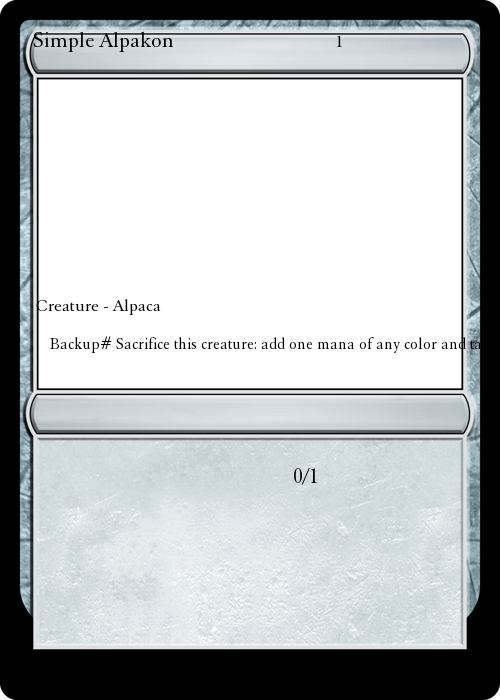 Simple Alpakon 1
Creature - Alpaca
Backup# Sacrifice this creature: add one mana of any color and
0/1